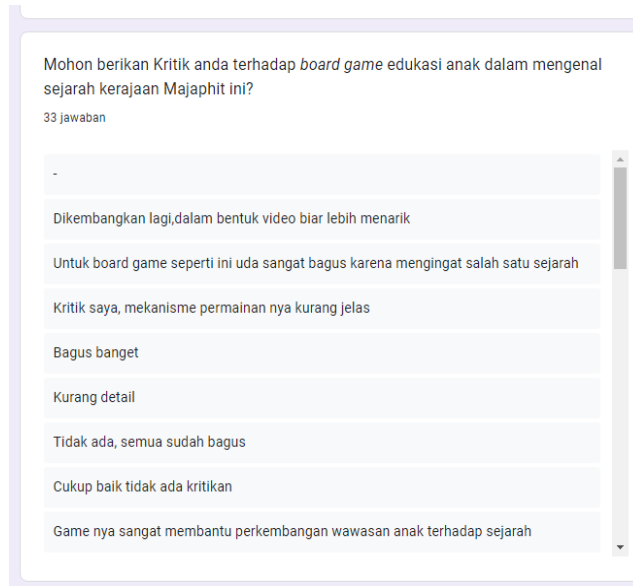 Mohon berikan Kritik anda terhadap board game edukasi anak dalam mengenal
sejarah kerajaan Majaphit ini?
33 jawaban
-
Dikembangkan lagi,dalam bentuk video biar lebih menarik
Untuk board game seperti ini uda sangat bagus karena mengingat salah satu sejarah
Kritik saya, mekanisme permainan nya kurang jelas
Bagus banget
Kurang detail
Tidak ada, semua sudah bagus
Cukup baik tidak ada kritikan
Game nya sangat membantu perkembangan wawasan anak terhadap sejarah